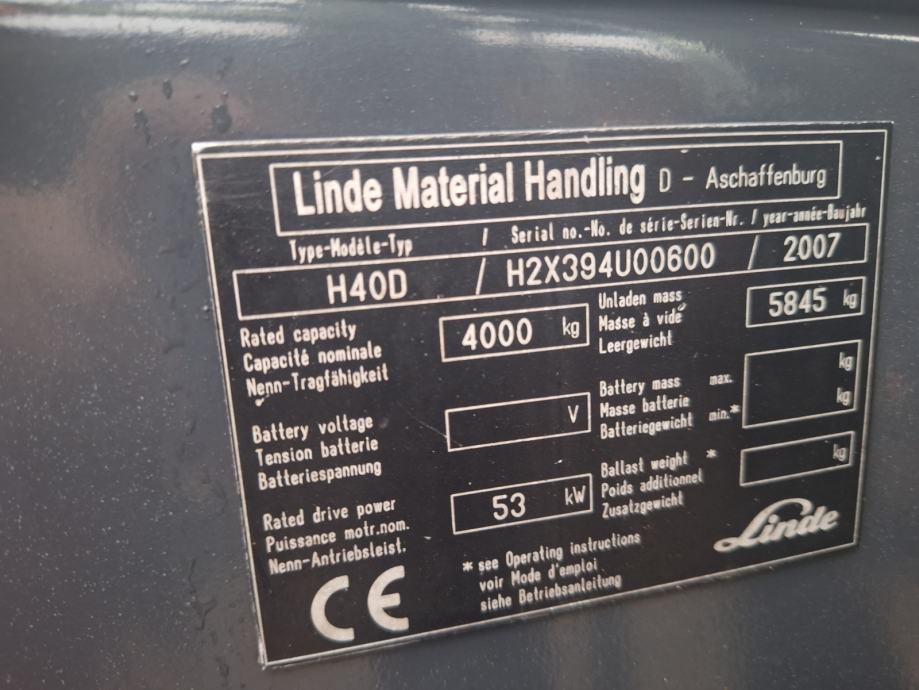 Linde Material Handling D - Aschaffenburg
Type-Modèle-Typ / Serial no.-No. de série-Serien-Nr. / year-année-Baujahr
H40D / H2X394U00600 / 2007
Rated capacity
Capacité nominale
Nenn-Tragfähigkeit
4000 kg
Unladen mass
Masse à vide
Leergewicht
5845 kg
Battery voltage
Tension batterie
Batteriespannung
V
Battery mass max.
Masse batterie
Batteriegewicht min.*
kg
kg
Rated drive power
Puissance motr.nom.
Nenn-Antriebsleist.
53 kW
Ballast weight *
Poids additionnel
Zusatzgewicht
kg
CE
* see Operating instructions
voir Mode d'emploi
siehe Betriebsanleitung
Linde